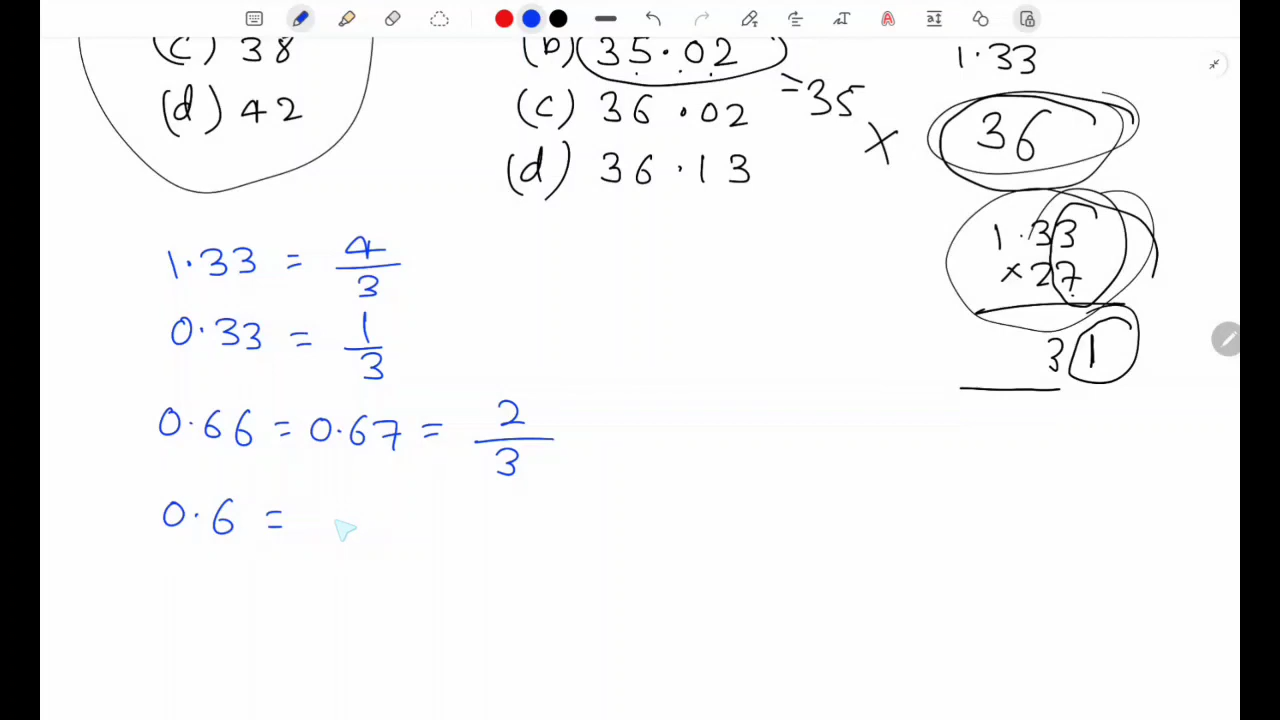 (c) 38
(d) 42
(b) 35.02
= 35
(c) 36.02
(d) 36.13
1.33
× 36
1.33
×27
31
1.33 = 4/3
0.33 = 1/3
0.66 = 0.67 = 2/3
0.6 =